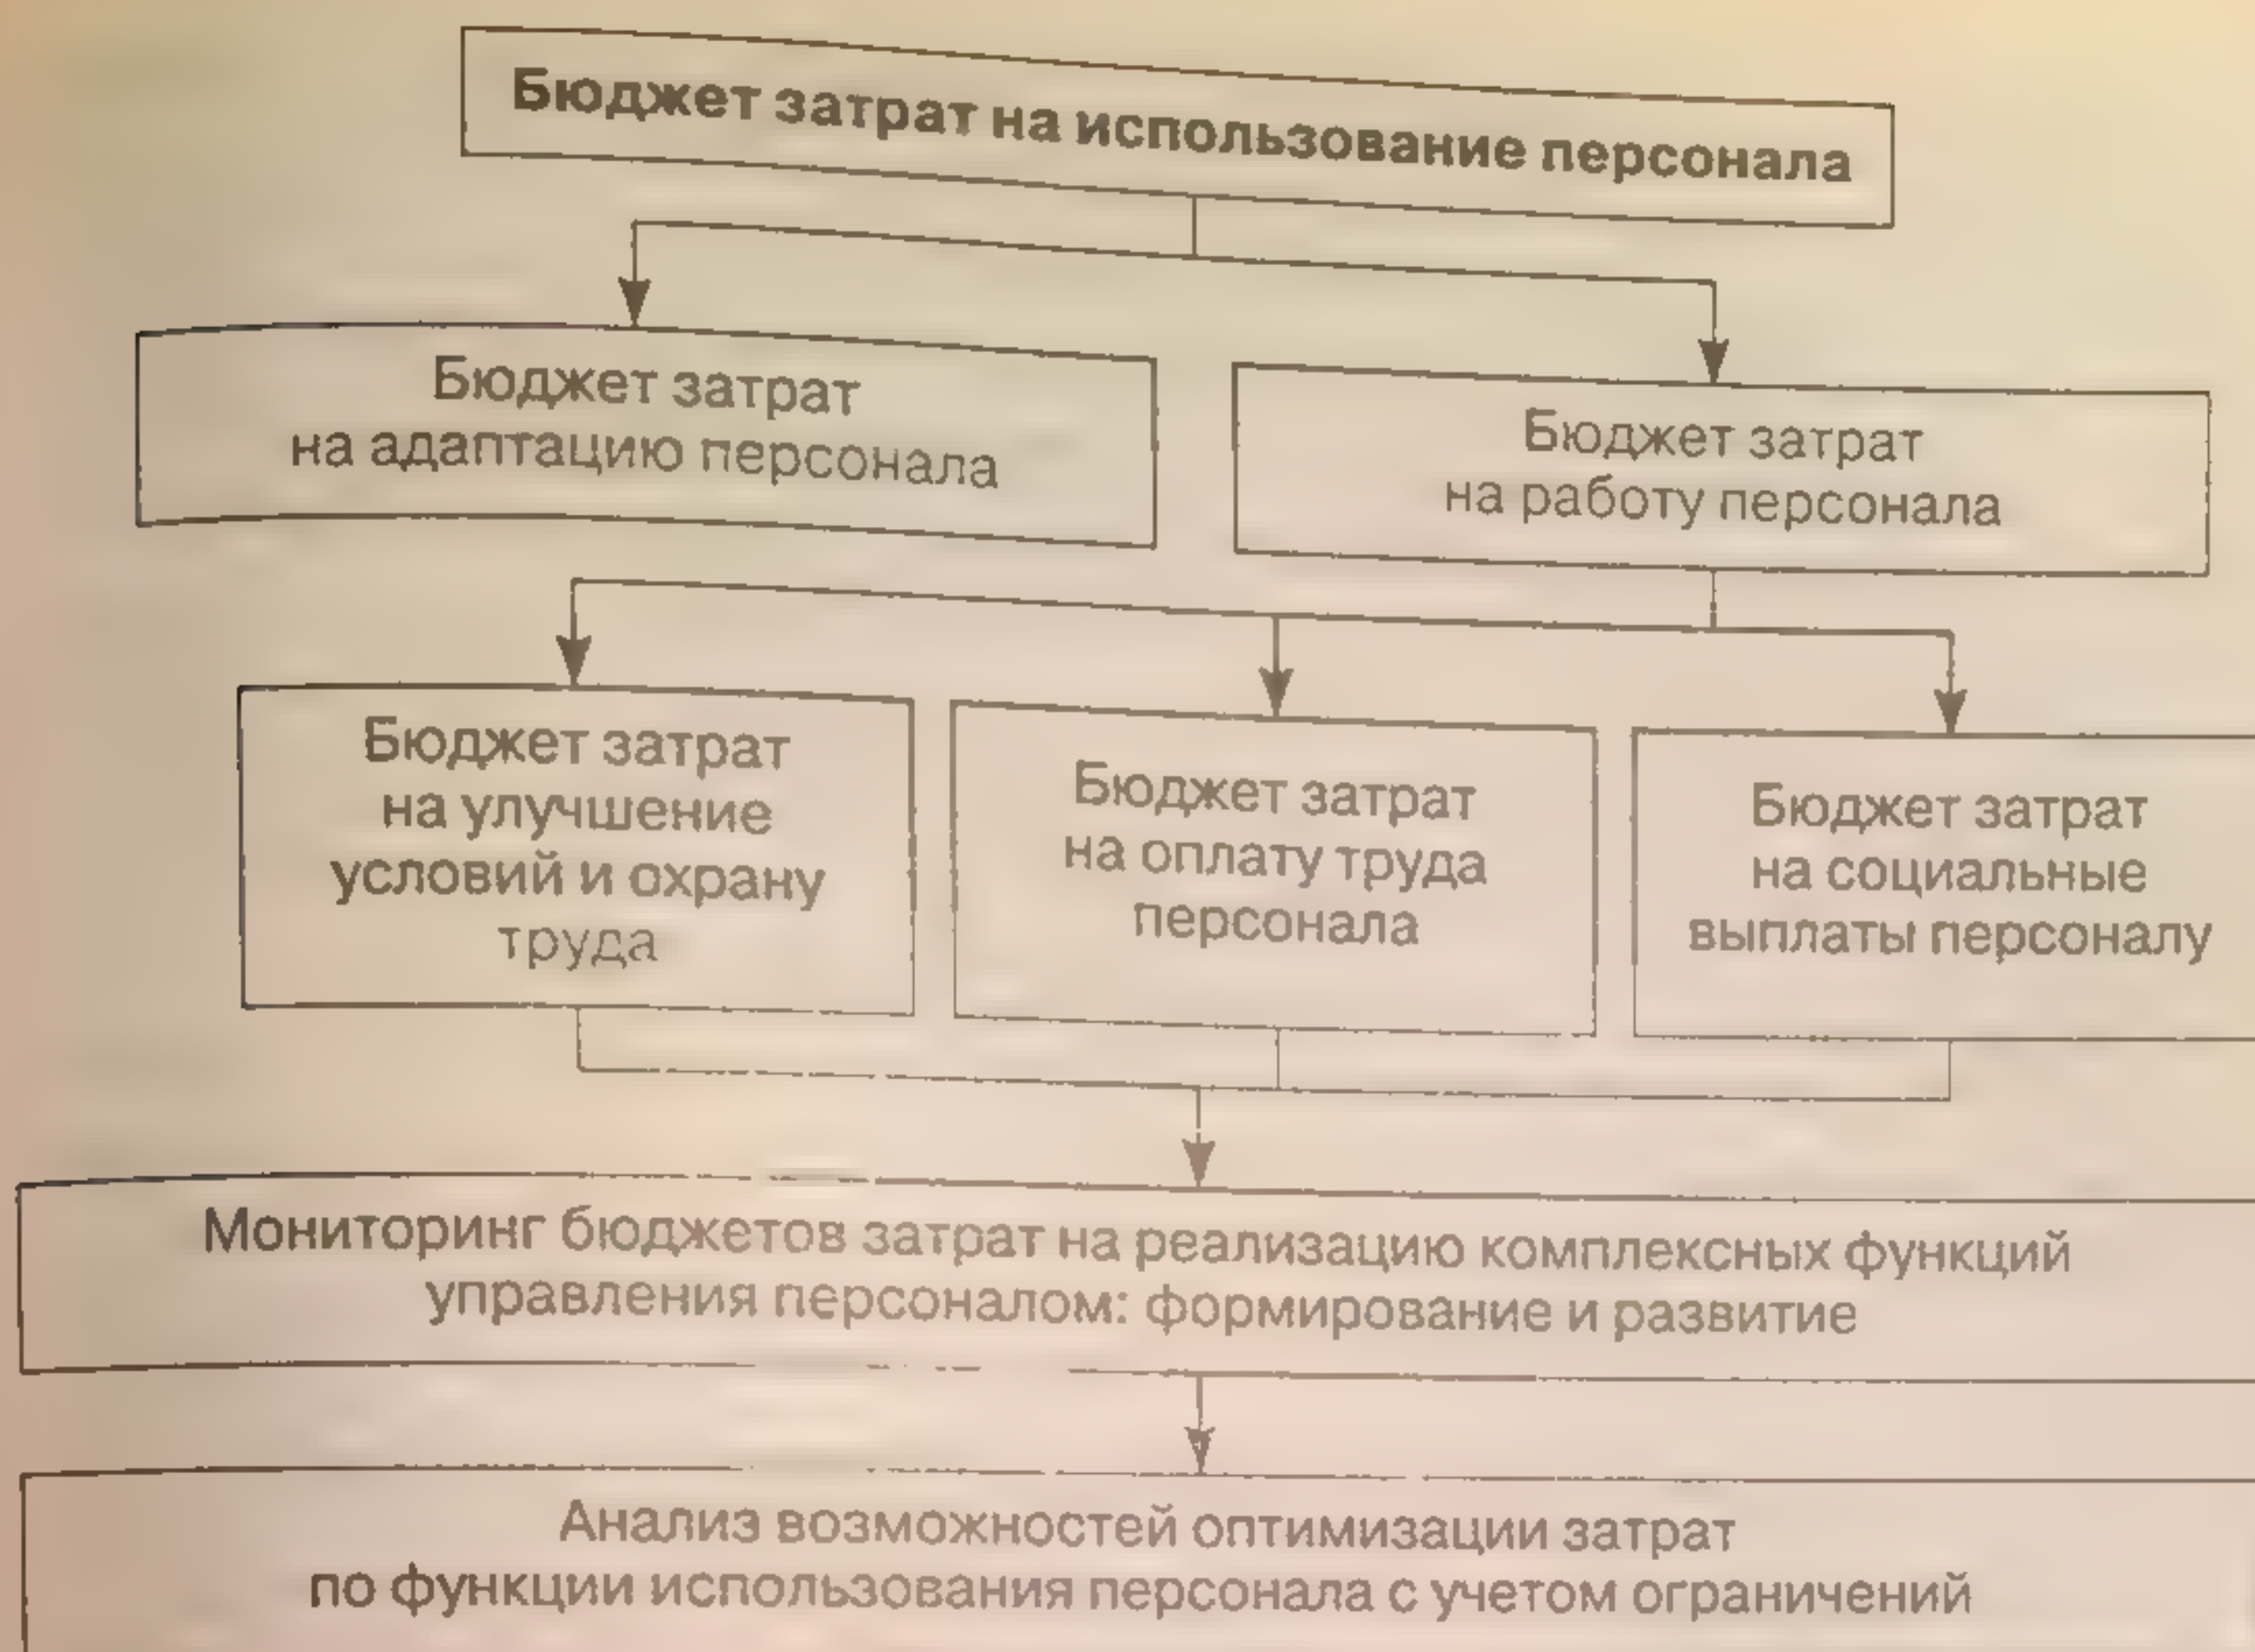 Бюджет затрат на использование персонала
Бюджет затрат
на адаптацию персонала
Бюджет затрат
на работу персонала
Бюджет затрат
на улучшение
условий и охрану
труда
Бюджет затрат
на оплату труда
персонала
Бюджет затрат
на социальные
выплаты персоналу
Мониторинг бюджетов затрат на реализацию комплексных функций
управления персоналом: формирование и развитие
Анализ возможностей оптимизации затрат
по функции использования персонала с учетом ограничений